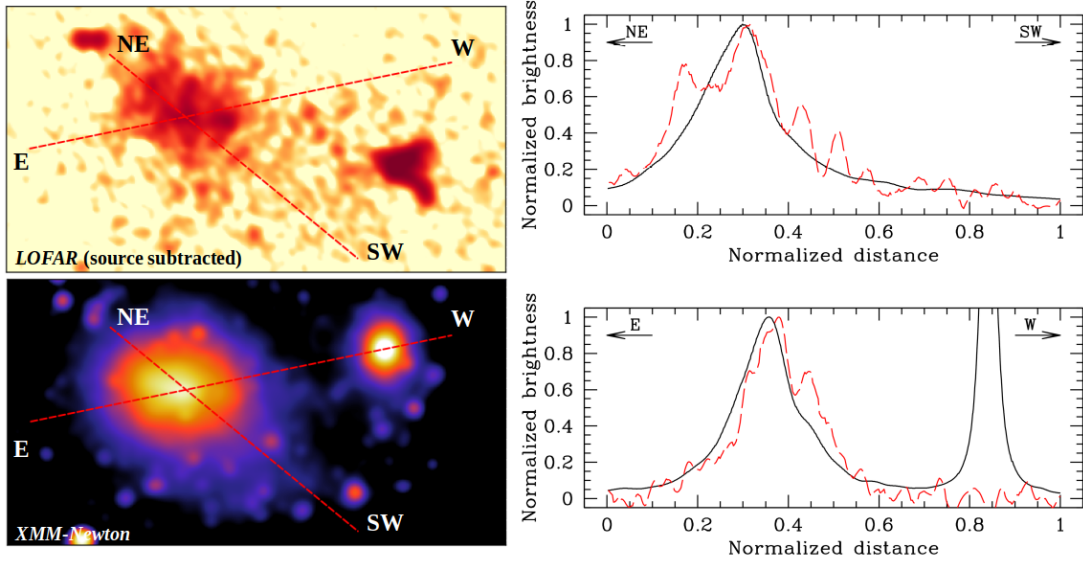 NE
W
E
SW
LOFAR (source subtracted)
NE
W
E
SW
XMM-Newton
Normalized brightness
1
0.8
0.6
0.4
0.2
0
NE
SW
0 0.2 0.4 0.6 0.8 1
Normalized distance
Normalized brightness
1
0.8
0.6
0.4
0.2
0
E
W
0 0.2 0.4 0.6 0.8 1
Normalized distance